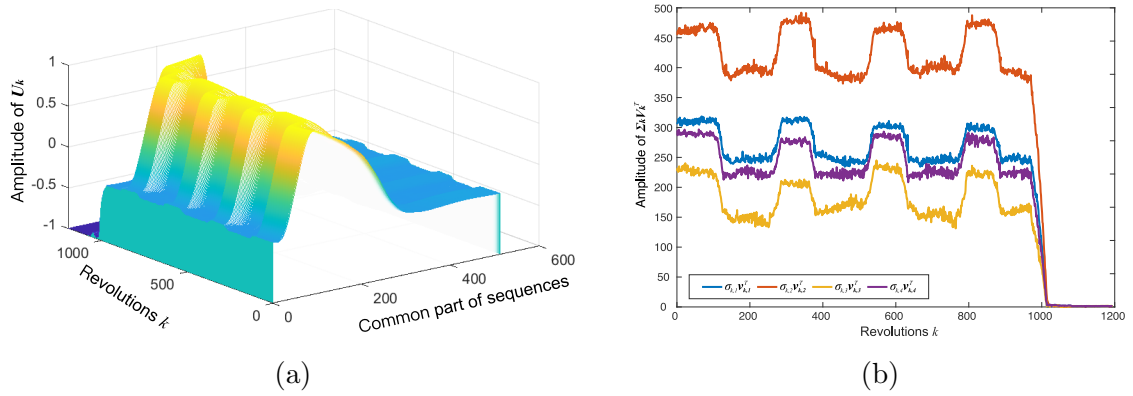 1
0.5
0
-0.5
-1
Amplitude of Uₖ
1000
500
0
Revolutions k
0
200
400
600
Common part of sequences
(a)
500
450
400
350
300
250
200
150
100
50
0
Amplitude of ΣₖVₖᵀ
0 200 400 600 800 1000 1200
Revolutions k
σₖ,₁vₖ,₁ᵀ σₖ,₂vₖ,₂ᵀ σₖ,₃vₖ,₃ᵀ σₖ,₄vₖ,₄ᵀ
(b)